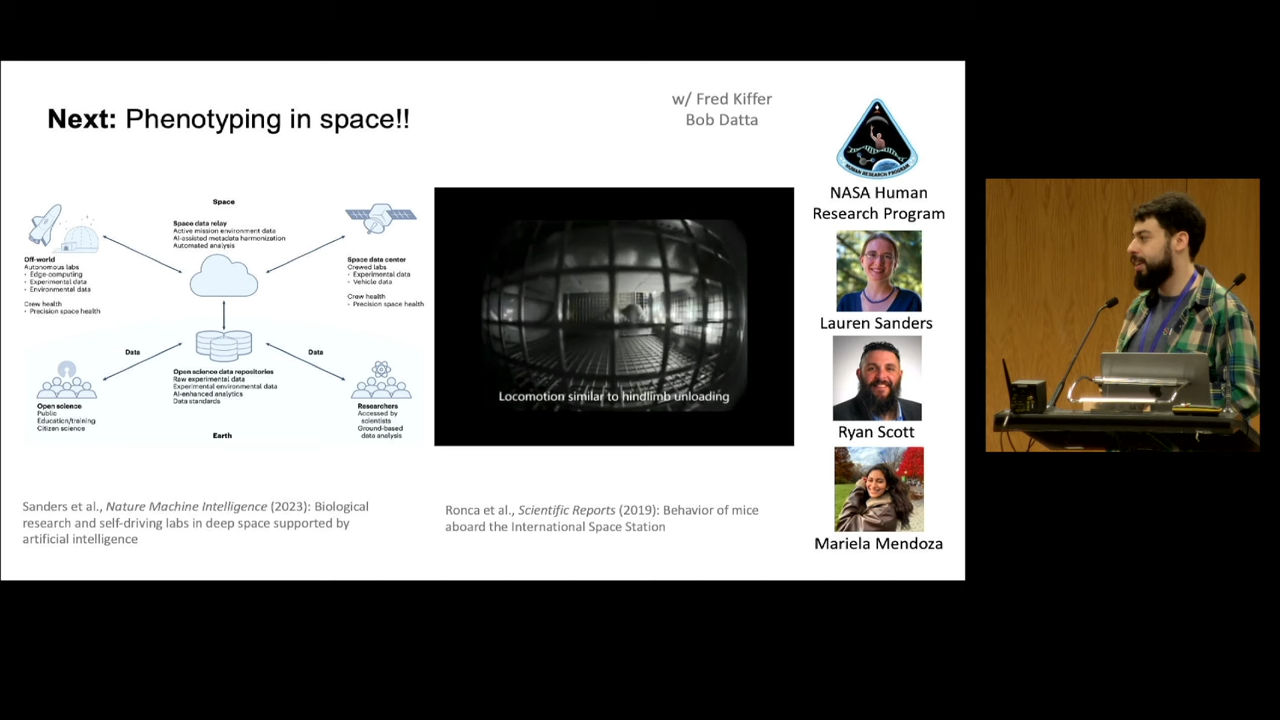 Next: Phenotyping in space!!
w/ Fred Kiffer
Bob Datta
Space
Space data relay
Active mission environment data
AI-assisted metadata harmonization
Automated analysis
Off-world
Autonomous labs
· Edge-computing
· Experimental data
· Environmental data
Crew health
· Precision space health
Space data center
Crewed labs
· Experimental data
· Vehicle data
Crew health
· Precision space health
Data
Data
Open science data repositories
Raw experimental data
Experimental environmental data
AI-enhanced analytics
Data standards
Open science
Public
Education/training
Citizen science
Researchers
Accessed by
scientists
Ground-based
data analysis
Earth
Sanders et al., Nature Machine Intelligence (2023): Biological
research and self-driving labs in deep space supported by
artificial intelligence
Locomotion similar to hindlimb unloading
Ronca et al., Scientific Reports (2019): Behavior of mice
aboard the International Space Station
HUMAN RESEARCH PROGRAM
NASA Human
Research Program
Lauren Sanders
Ryan Scott
Mariela Mendoza